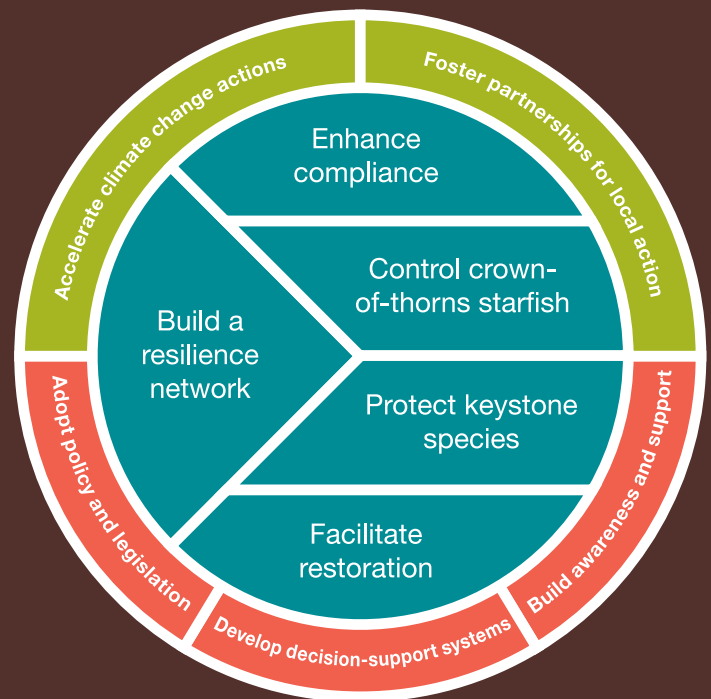 Accelerate climate change actions
Foster partnerships for local action
Enhance
compliance
Control crown-
of-thorns starfish
Build a
resilience
network
Protect keystone
species
Facilitate
restoration
Adopt policy and legislation
Develop decision-support systems
Build awareness and support